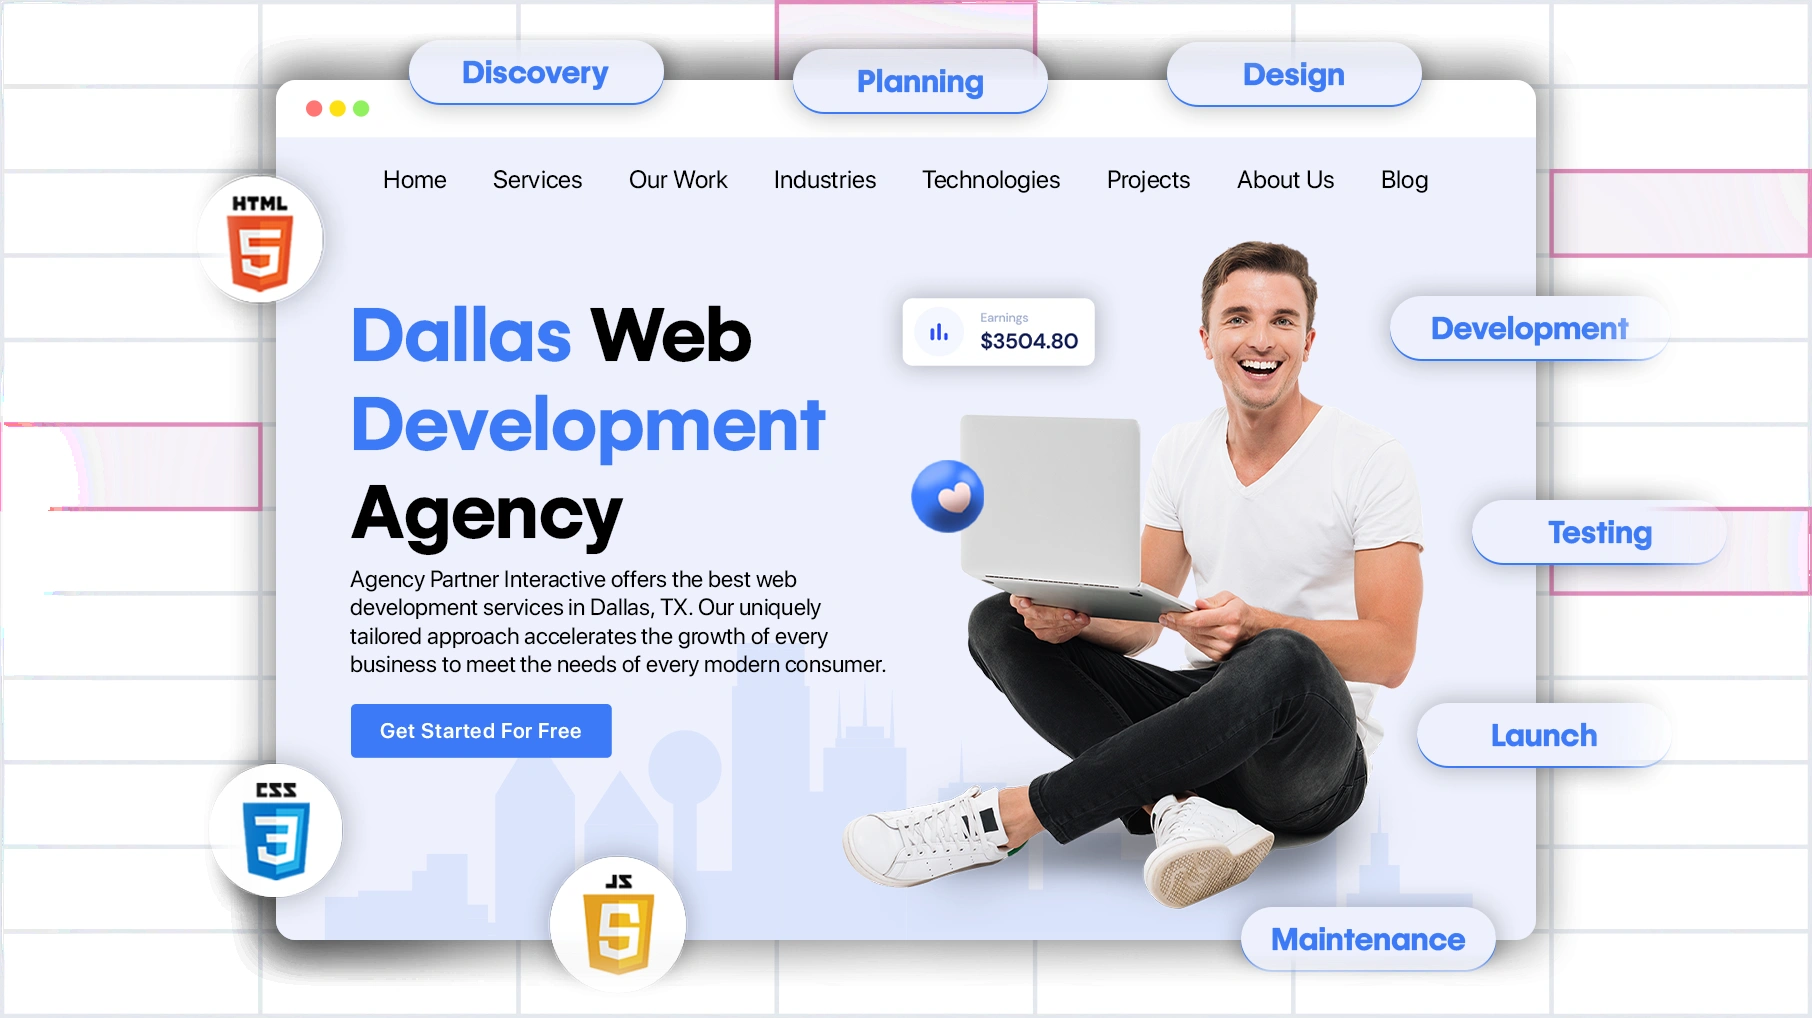 Discovery
Planning
Design
Home Services Our Work Industries Technologies Projects About Us Blog
HTML
5
Dallas Web
Development
Agency
Earnings
$3504.80
Development
Agency Partner Interactive offers the best web
development services in Dallas, TX. Our uniquely
tailored approach accelerates the growth of every
business to meet the needs of every modern consumer.
Testing
Get Started For Free
Launch
CSS
3
JS
5
Maintenance